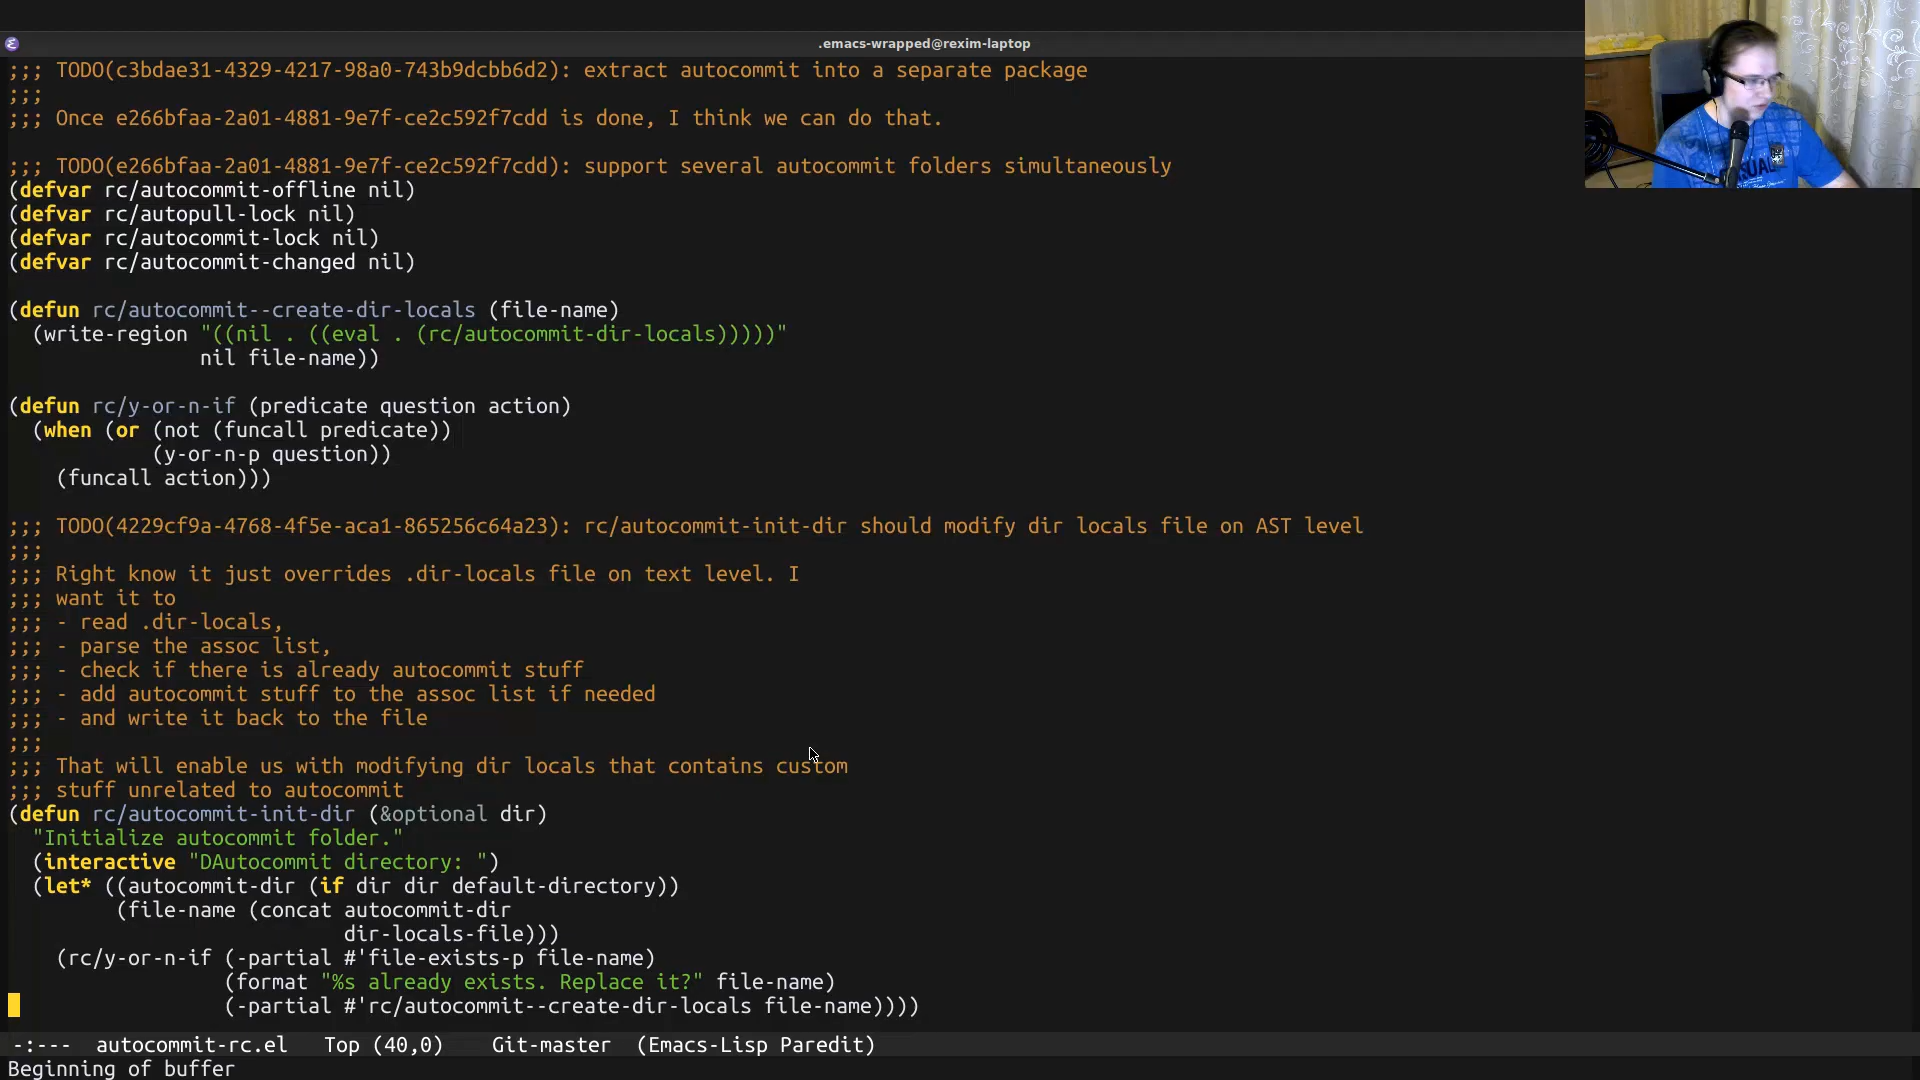 .emacs-wrapped@rexim-laptop
;;; TODO(c3bdae31-4329-4217-98a0-743b9dcbb6d2): extract autocommit into a separate package
;;;
;;; Once e266bfaa-2a01-4881-9e7f-ce2c592f7cdd is done, I think we can do that.
;;; TODO(e266bfaa-2a01-4881-9e7f-ce2c592f7cdd): support several autocommit folders simultaneously
(defvar rc/autocommit-offline nil)
(defvar rc/autopull-lock nil)
(defvar rc/autocommit-lock nil)
(defvar rc/autocommit-changed nil)
(defun rc/autocommit--create-dir-locals (file-name)
  (write-region "((nil . ((eval . (rc/autocommit-dir-locals)))))"
                nil file-name))
(defun rc/y-or-n-if (predicate question action)
  (when (or (not (funcall predicate))
            (y-or-n-p question))
    (funcall action)))
;;; TODO(4229cf9a-4768-4f5e-aca1-865256c64a23): rc/autocommit-init-dir should modify dir locals file on AST level
;;;
;;; Right know it just overrides .dir-locals file on text level. I
;;; want it to
;;; - read .dir-locals,
;;; - parse the assoc list,
;;; - check if there is already autocommit stuff
;;; - add autocommit stuff to the assoc list if needed
;;; - and write it back to the file
;;;
;;; That will enable us with modifying dir locals that contains custom
;;; stuff unrelated to autocommit
(defun rc/autocommit-init-dir (&optional dir)
  "Initialize autocommit folder."
  (interactive "DAutocommit directory: ")
  (let* ((autocommit-dir (if dir dir default-directory))
         (file-name (concat autocommit-dir
                            dir-locals-file)))
    (rc/y-or-n-if (-partial #'file-exists-p file-name)
                  (format "%s already exists. Replace it?" file-name)
                  (-partial #'rc/autocommit--create-dir-locals file-name))))
-:---  autocommit-rc.el   Top (40,0)    Git-master  (Emacs-Lisp Paredit)
Beginning of buffer